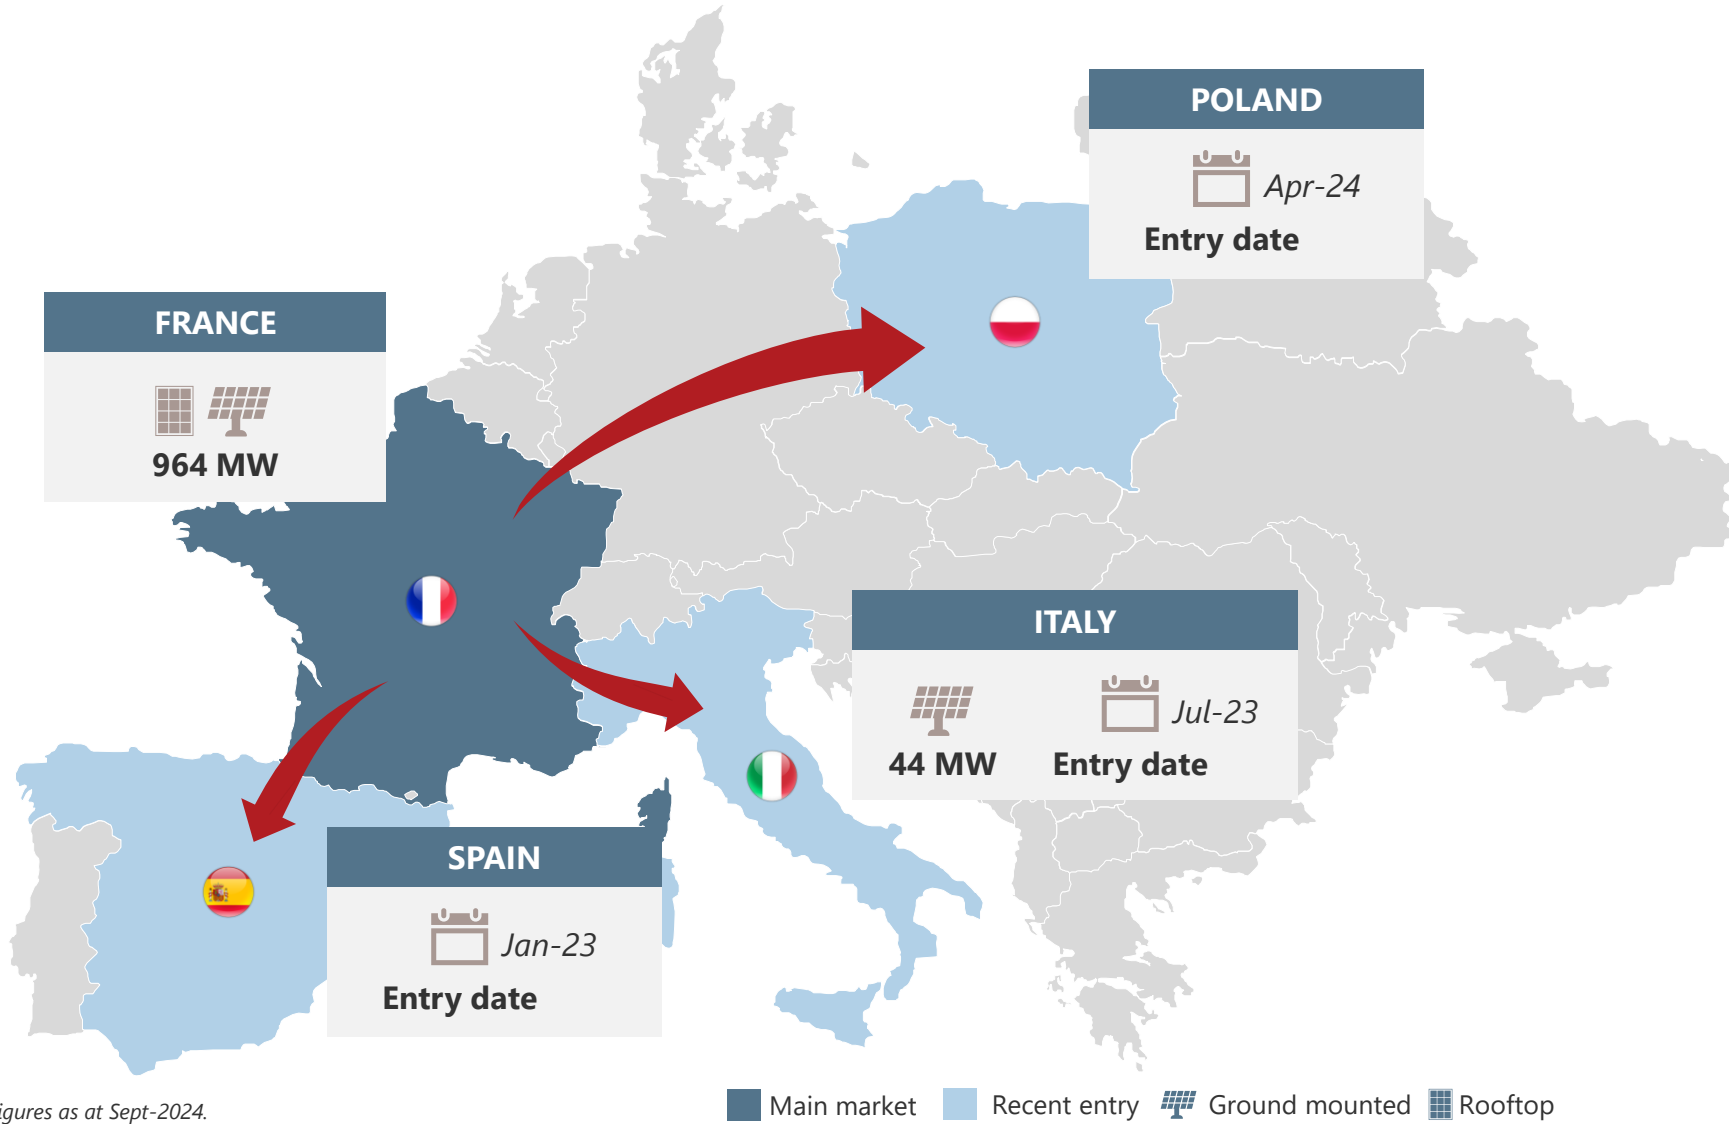 POLAND
Apr-24
Entry date
FRANCE
964 MW
ITALY
Jul-23
44 MW Entry date
SPAIN
Jan-23
Entry date
as at Sept-2024.
Main market Recent entry Ground mounted Rooftop